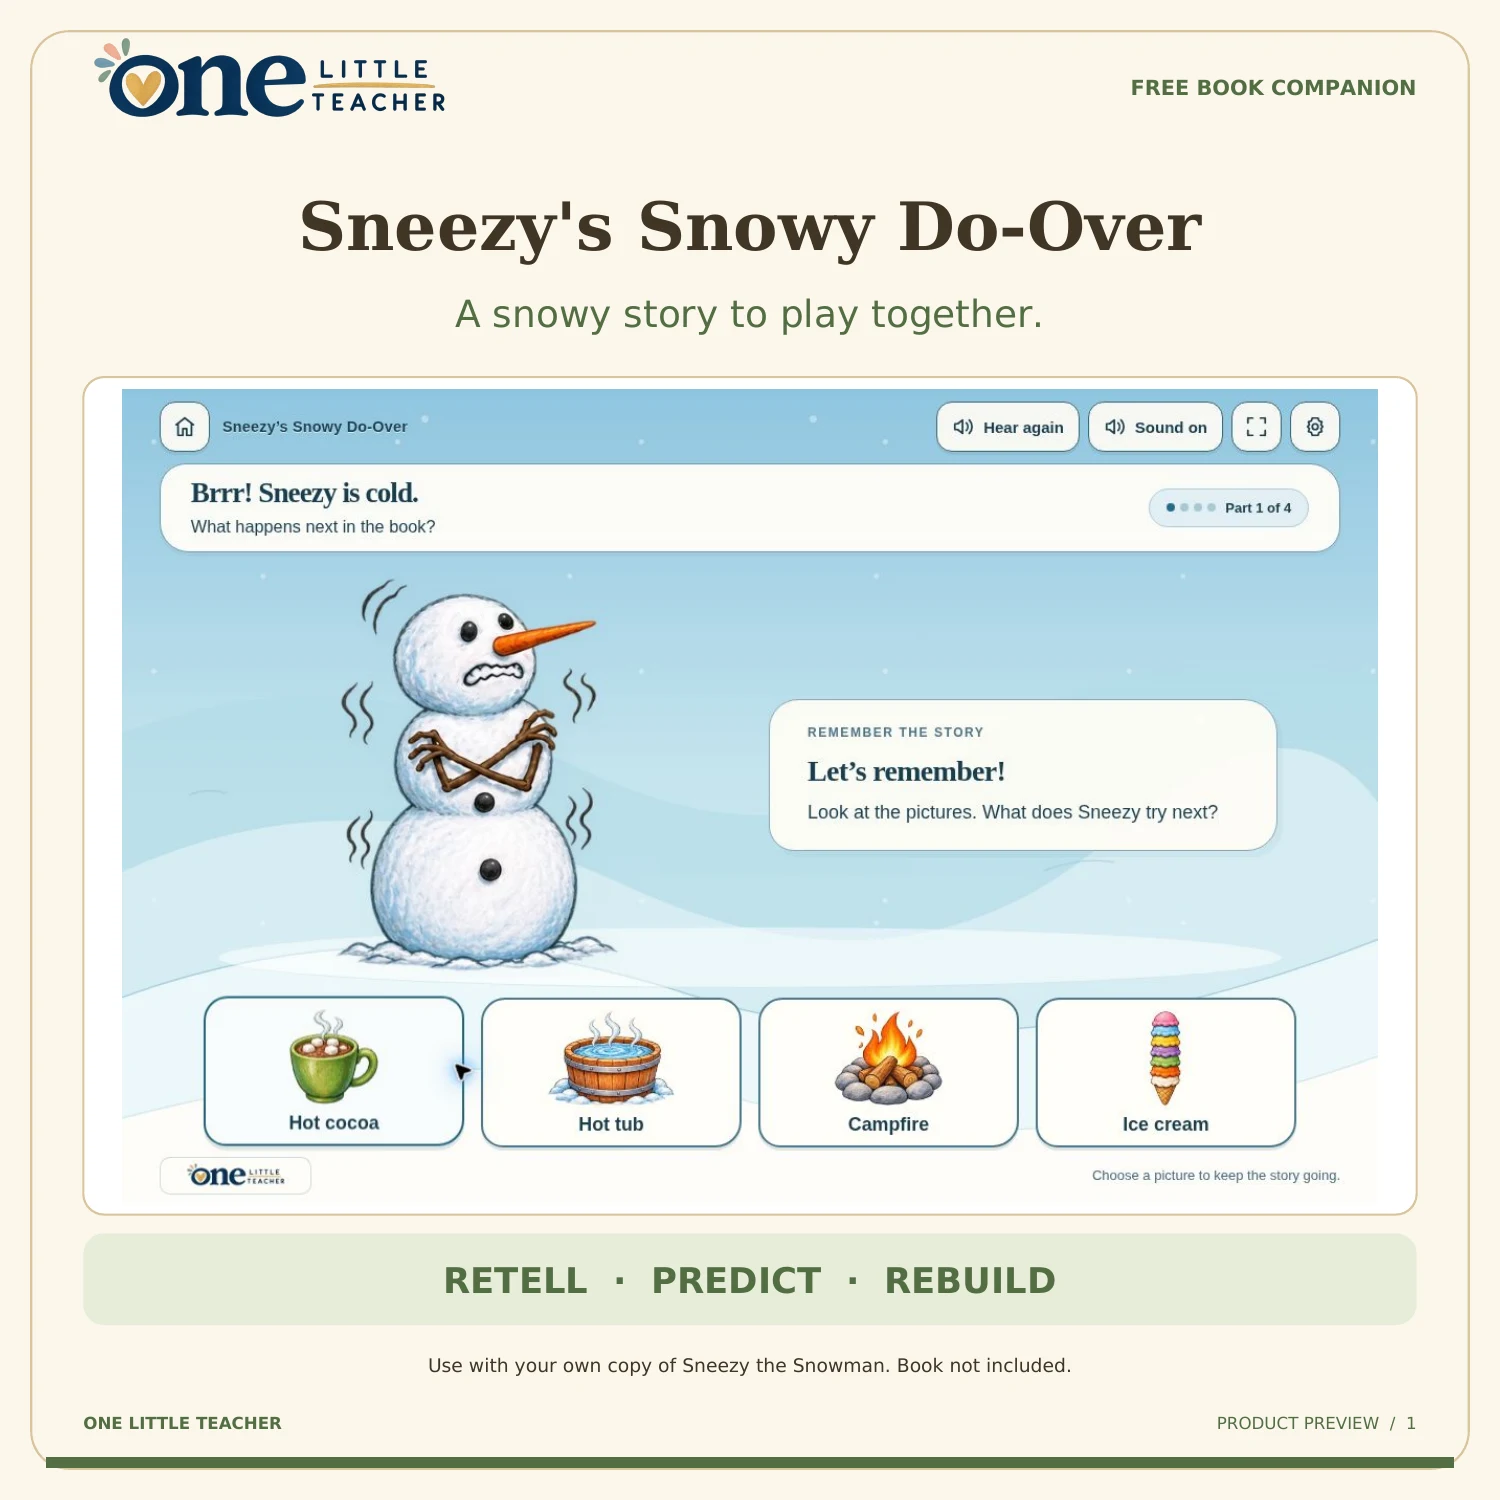 one LITTLE TEACHER
FREE BOOK COMPANION
Sneezy's Snowy Do-Over
A snowy story to play together.
Sneezy’s Snowy Do-Over
Hear again
Sound on
Brrr! Sneezy is cold.
What happens next in the book?
Part 1 of 4
REMEMBER THE STORY
Let’s remember!
Look at the pictures. What does Sneezy try next?
Hot cocoa
Hot tub
Campfire
Ice cream
one LITTLE TEACHER
Choose a picture to keep the story going.
RETELL · PREDICT · REBUILD
Use with your own copy of Sneezy the Snowman. Book not included.
ONE LITTLE TEACHER
PRODUCT PREVIEW / 1